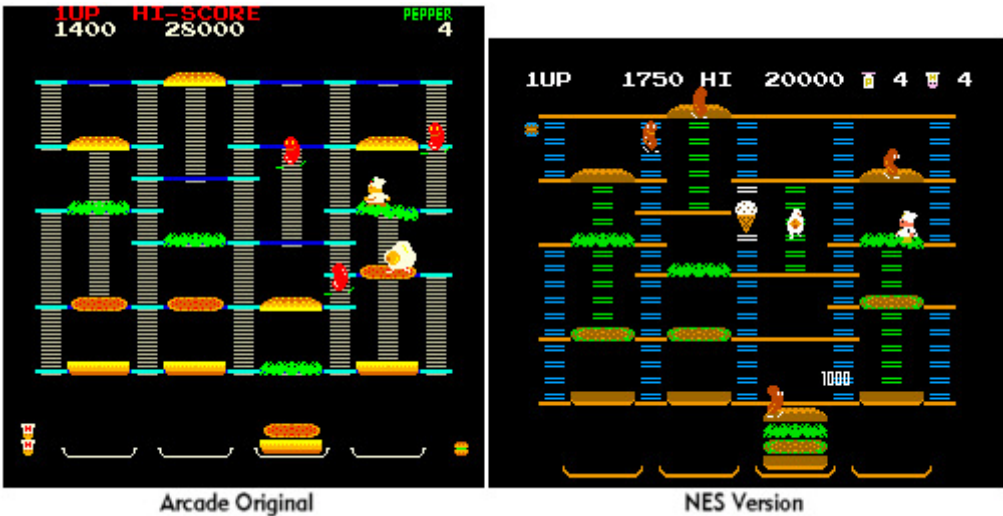 1UP HI-SCORE PEPPER
1400 28000 4
1UP 1750 HI 20000 4 4
1000
Arcade Original
NES Version